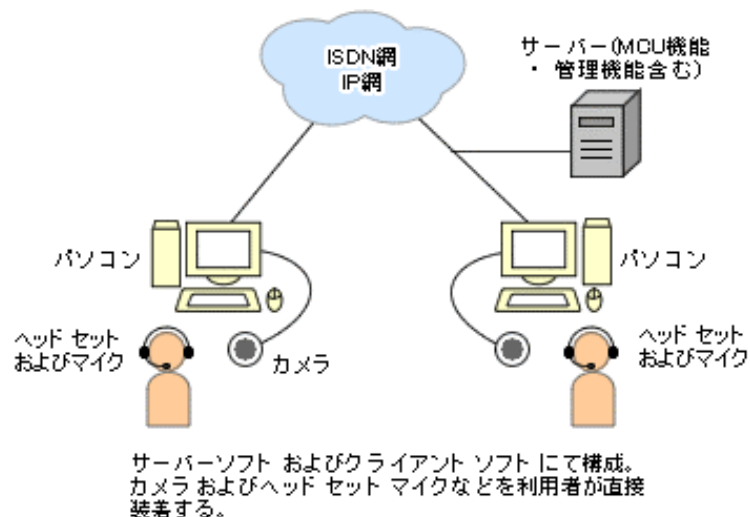 ISDN網
IP網
サーバー(MCU機能
・管理機能含む)
パソコン
パソコン
ヘッドセット
およびマイク
カメラ
ヘッドセット
およびマイク
サーバーソフトおよびクライアントソフトにて構成。
カメラおよびヘッドセットマイクなどを利用者が直接
装着する。